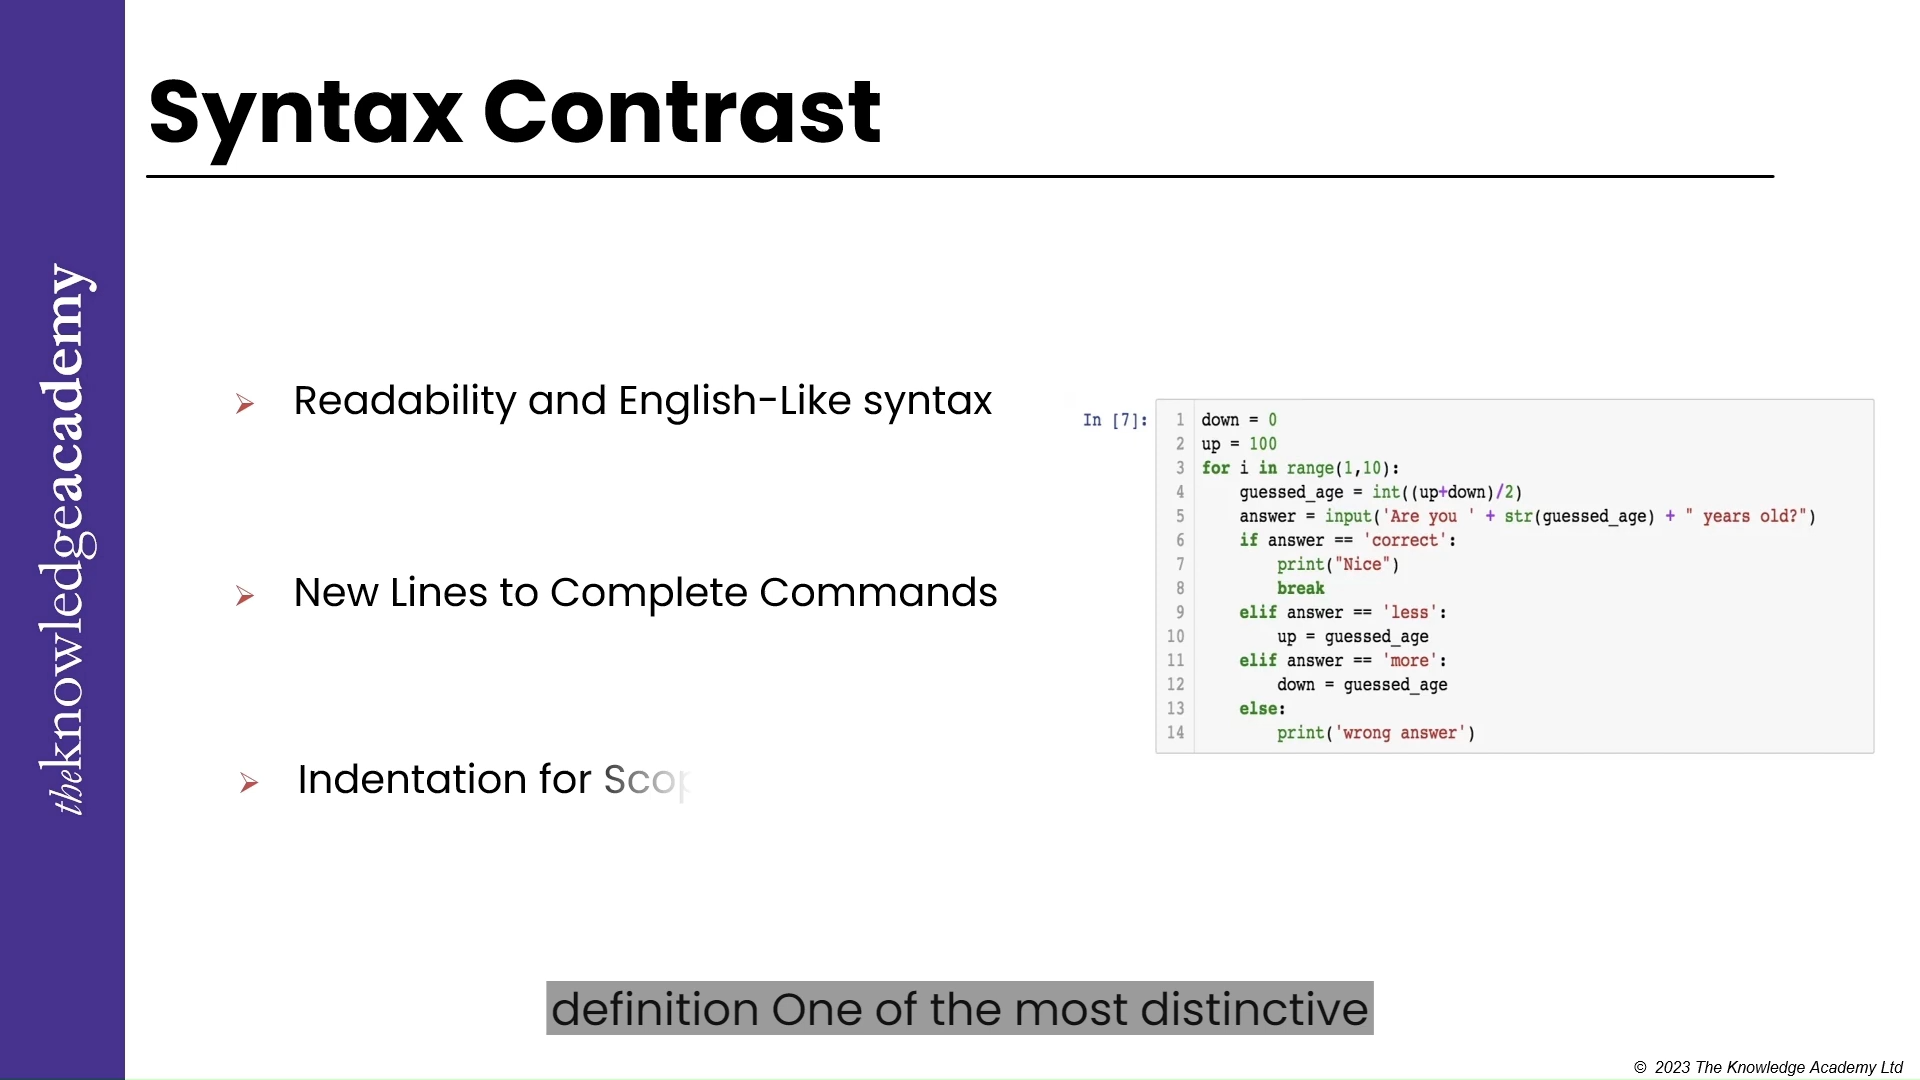 Syntax Contrast
theknowledgeacademy
Readability and English-Like syntax
New Lines to Complete Commands
Indentation for
In [7]:
1 down = 0
2 up = 100
3 for i in range(1,10):
4     guessed_age = int((up+down)/2)
5     answer = input('Are you ' + str(guessed_age) + " years old?")
6     if answer == 'correct':
7         print("Nice")
8         break
9     elif answer == 'less':
10         up = guessed_age
11     elif answer == 'more':
12         down = guessed_age
13     else:
14         print('wrong answer')
definition One of the most distinctive
© 2023 The Knowledge Academy Ltd